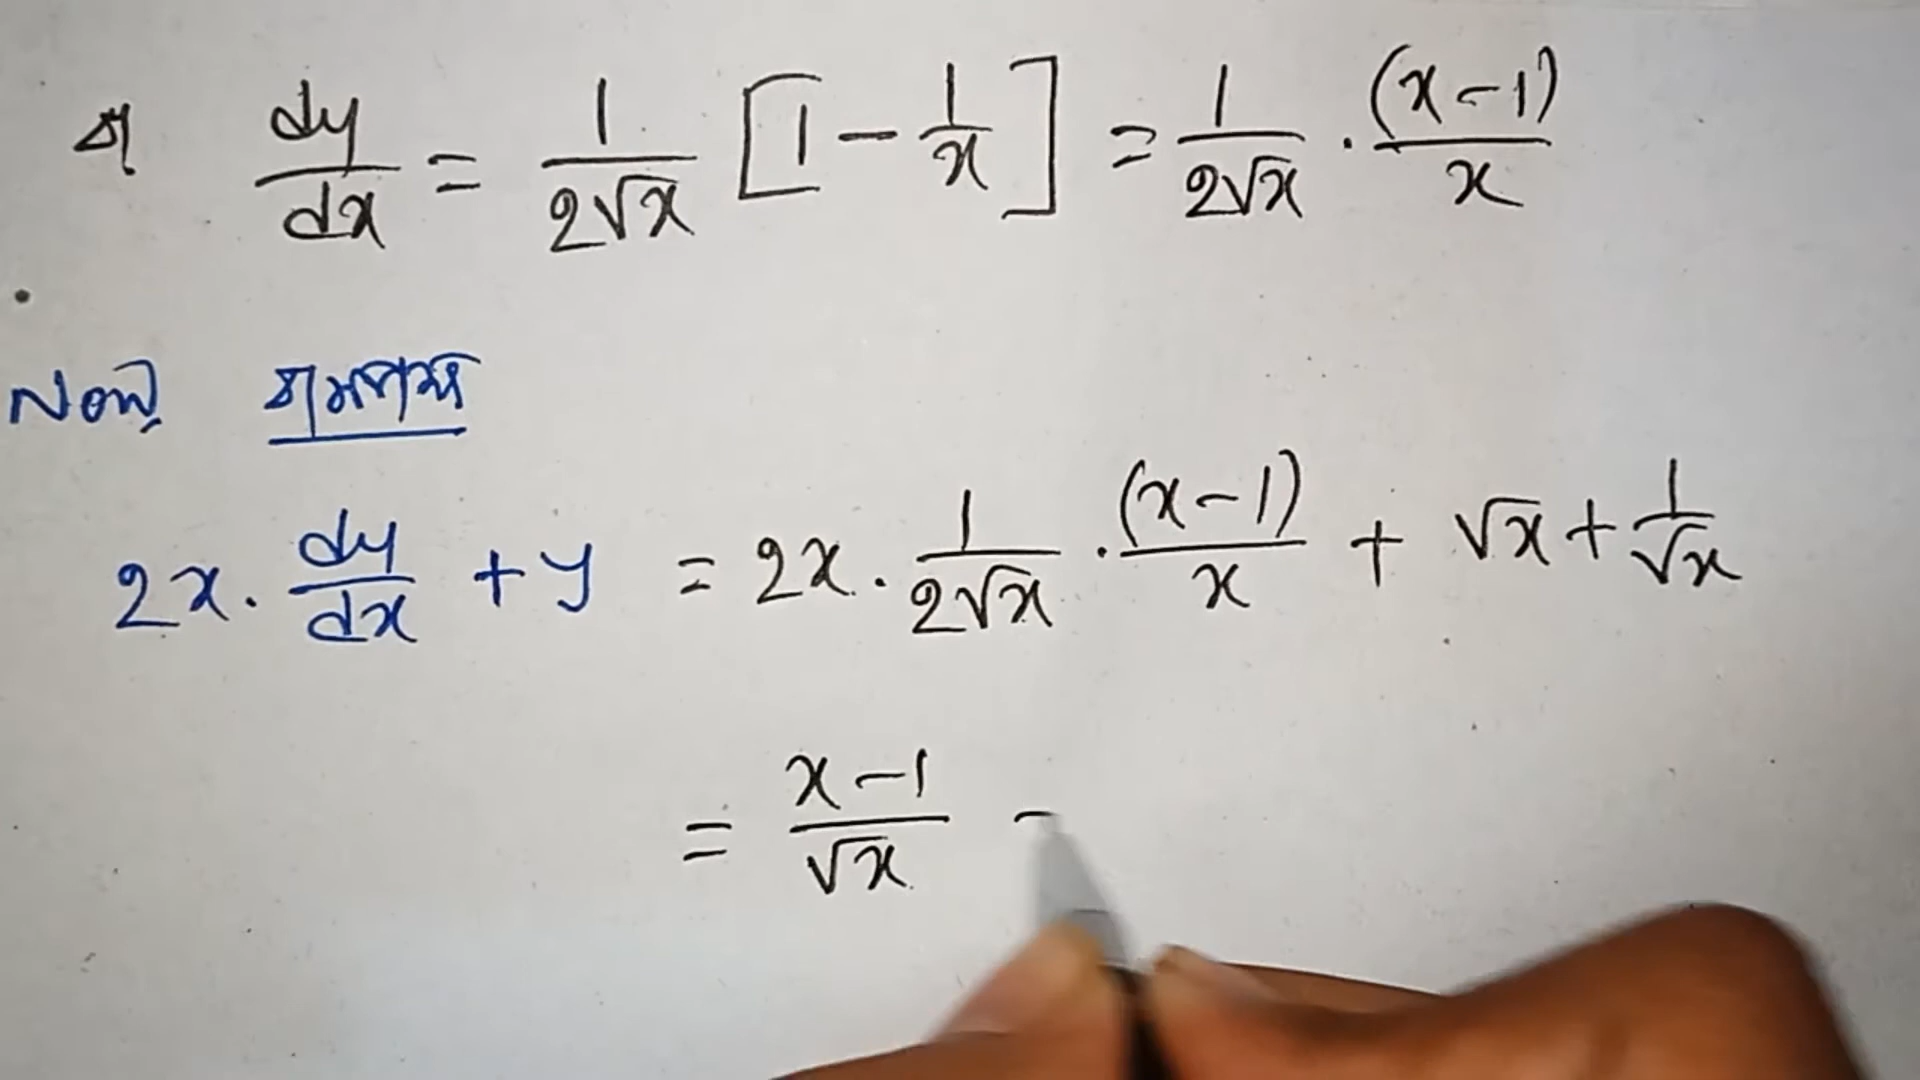 বা dy/dx = 1/2√x [1 - 1/x] = 1/2√x · (x-1)/x
Now, বামপক্ষ
2x · dy/dx + y = 2x · 1/2√x · (x-1)/x + √x + 1/√x
= x-1/√x -